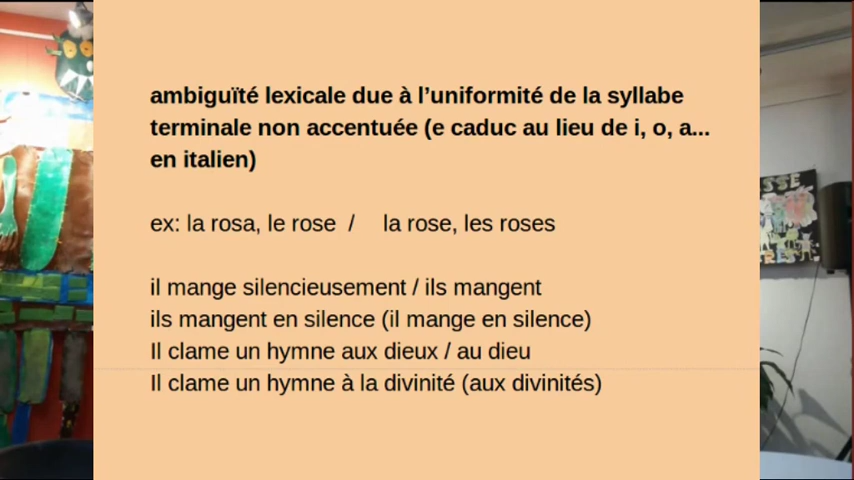 ambiguïté lexicale due à l’uniformité de la syllabe
terminale non accentuée (e caduc au lieu de i, o, a...
en italien)
ex: la rosa, le rose / la rose, les roses
il mange silencieusement / ils mangent
ils mangent en silence (il mange en silence)
Il clame un hymne aux dieux / au dieu
Il clame un hymne à la divinité (aux divinités)